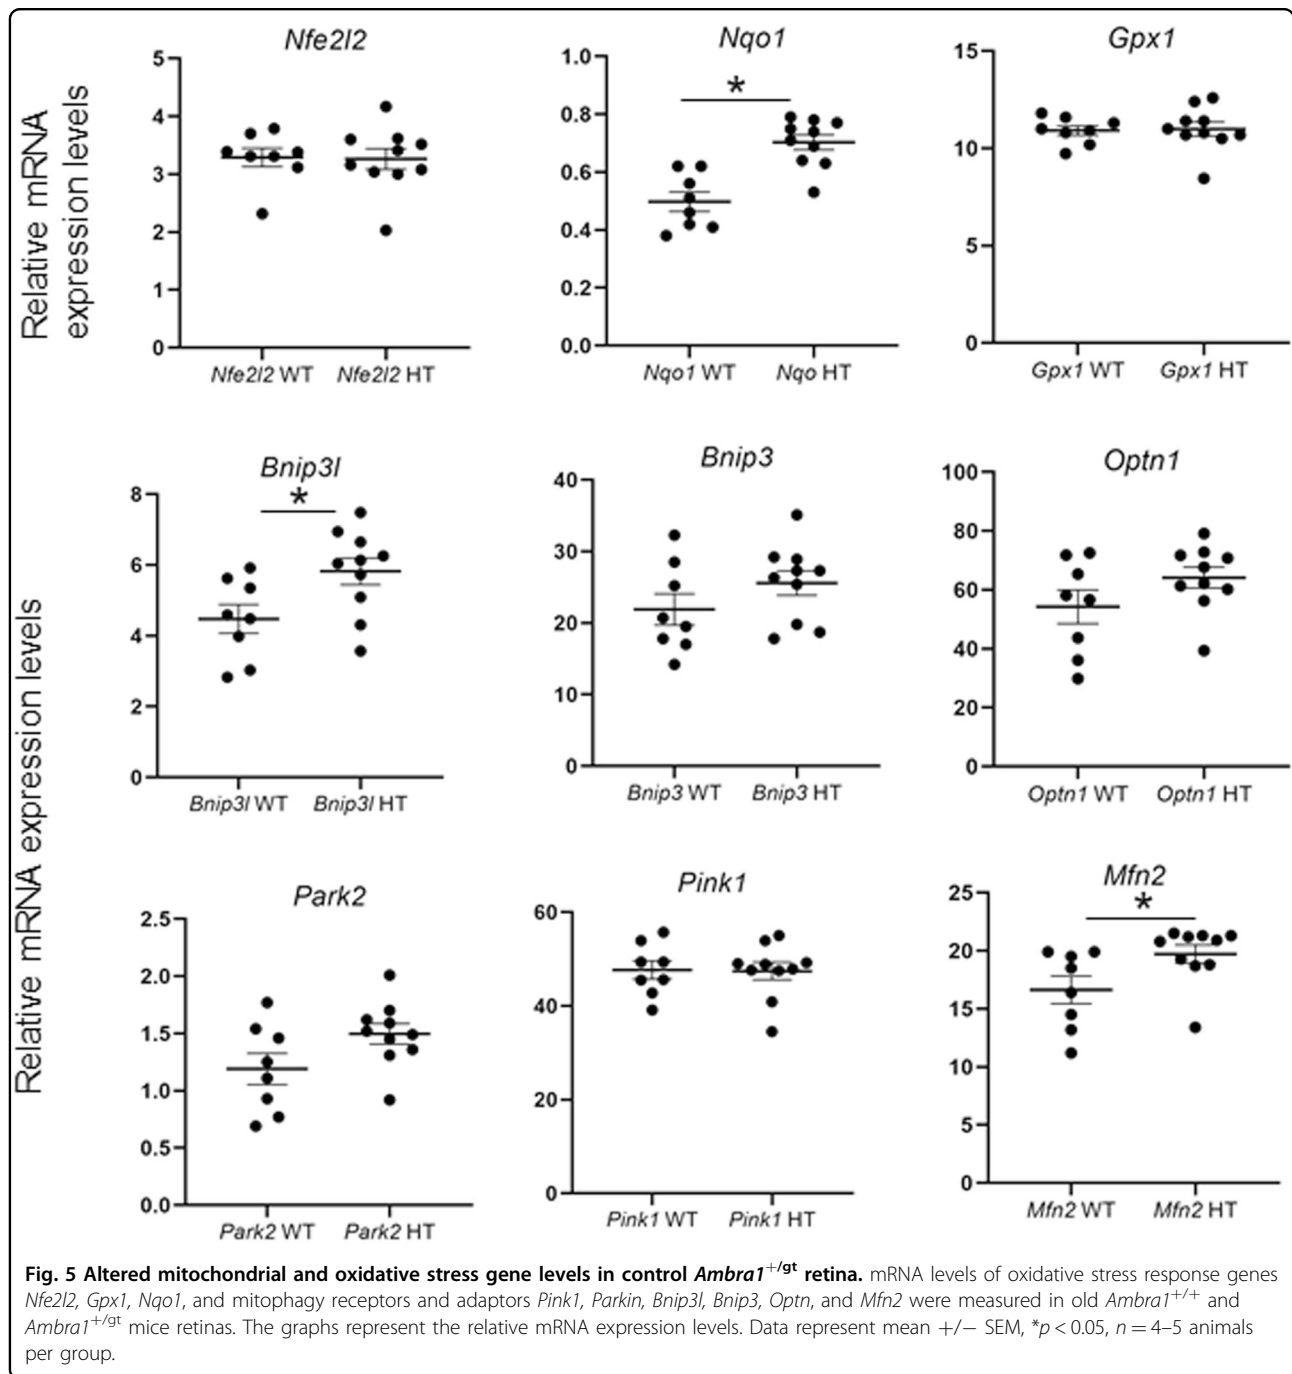 Nfe2l2
Nqo1
Gpx1
Relative mRNA
expression levels
5
4
3
2
1
0
Nfe2l2 WT Nfe2l2 HT
1.0
0.8
0.6
0.4
0.2
0.0
*
Nqo1 WT Nqo HT
15
10
5
0
Gpx1 WT Gpx1 HT
Relative mRNA expression levels
Bnip3l
8
6
4
2
0
*
Bnip3l WT Bnip3l HT
Bnip3
40
30
20
10
0
Bnip3 WT Bnip3 HT
Optn1
100
80
60
40
20
0
Optn1 WT Optn1 HT
Park2
2.5
2.0
1.5
1.0
0.5
0.0
Park2 WT Park2 HT
Pink1
60
40
20
0
Pink1 WT Pink1 HT
Mfn2
25
20
15
10
5
0
*
Mfn2 WT Mfn2 HT
Fig. 5 Altered mitochondrial and oxidative stress gene levels in control Ambra1+/gt retina. mRNA levels of oxidative stress response genes
Nfe2l2, Gpx1, Nqo1, and mitophagy receptors and adaptors Pink1, Parkin, Bnip3l, Bnip3, Optn, and Mfn2 were measured in old Ambra1+/+ and
Ambra1+/gt mice retinas. The graphs represent the relative mRNA expression levels. Data represent mean +/− SEM, *p < 0.05, n = 4–5 animals
per group.